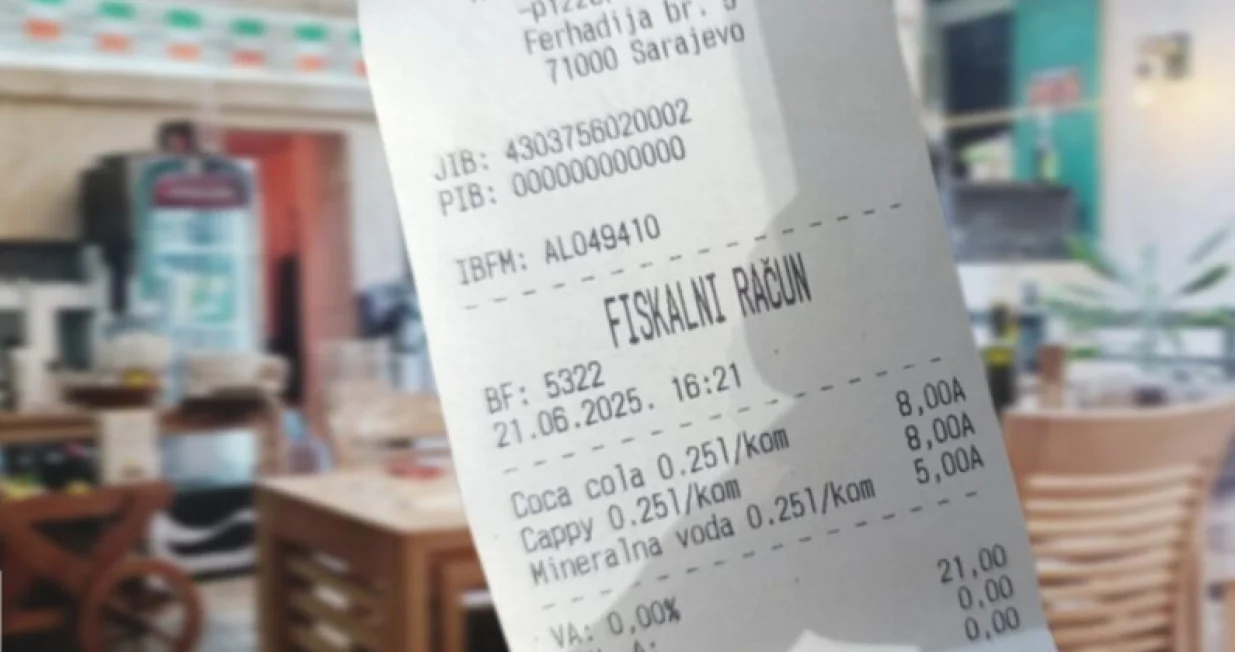 Ferhadija br. 5
71000 Sarajevo
JIB: 4303756020002
PIB: 000000000000
IBFM: AL049410
FISKALNI RAČUN
BF: 5322
21.06.2025. 16:21
Coca cola 0.25l/kom 8,00A
Cappy 0.25l/kom 8,00A
Mineralna voda 0.25l/kom 5,00A
VA: 0,00% 21,00
0,00
0,00